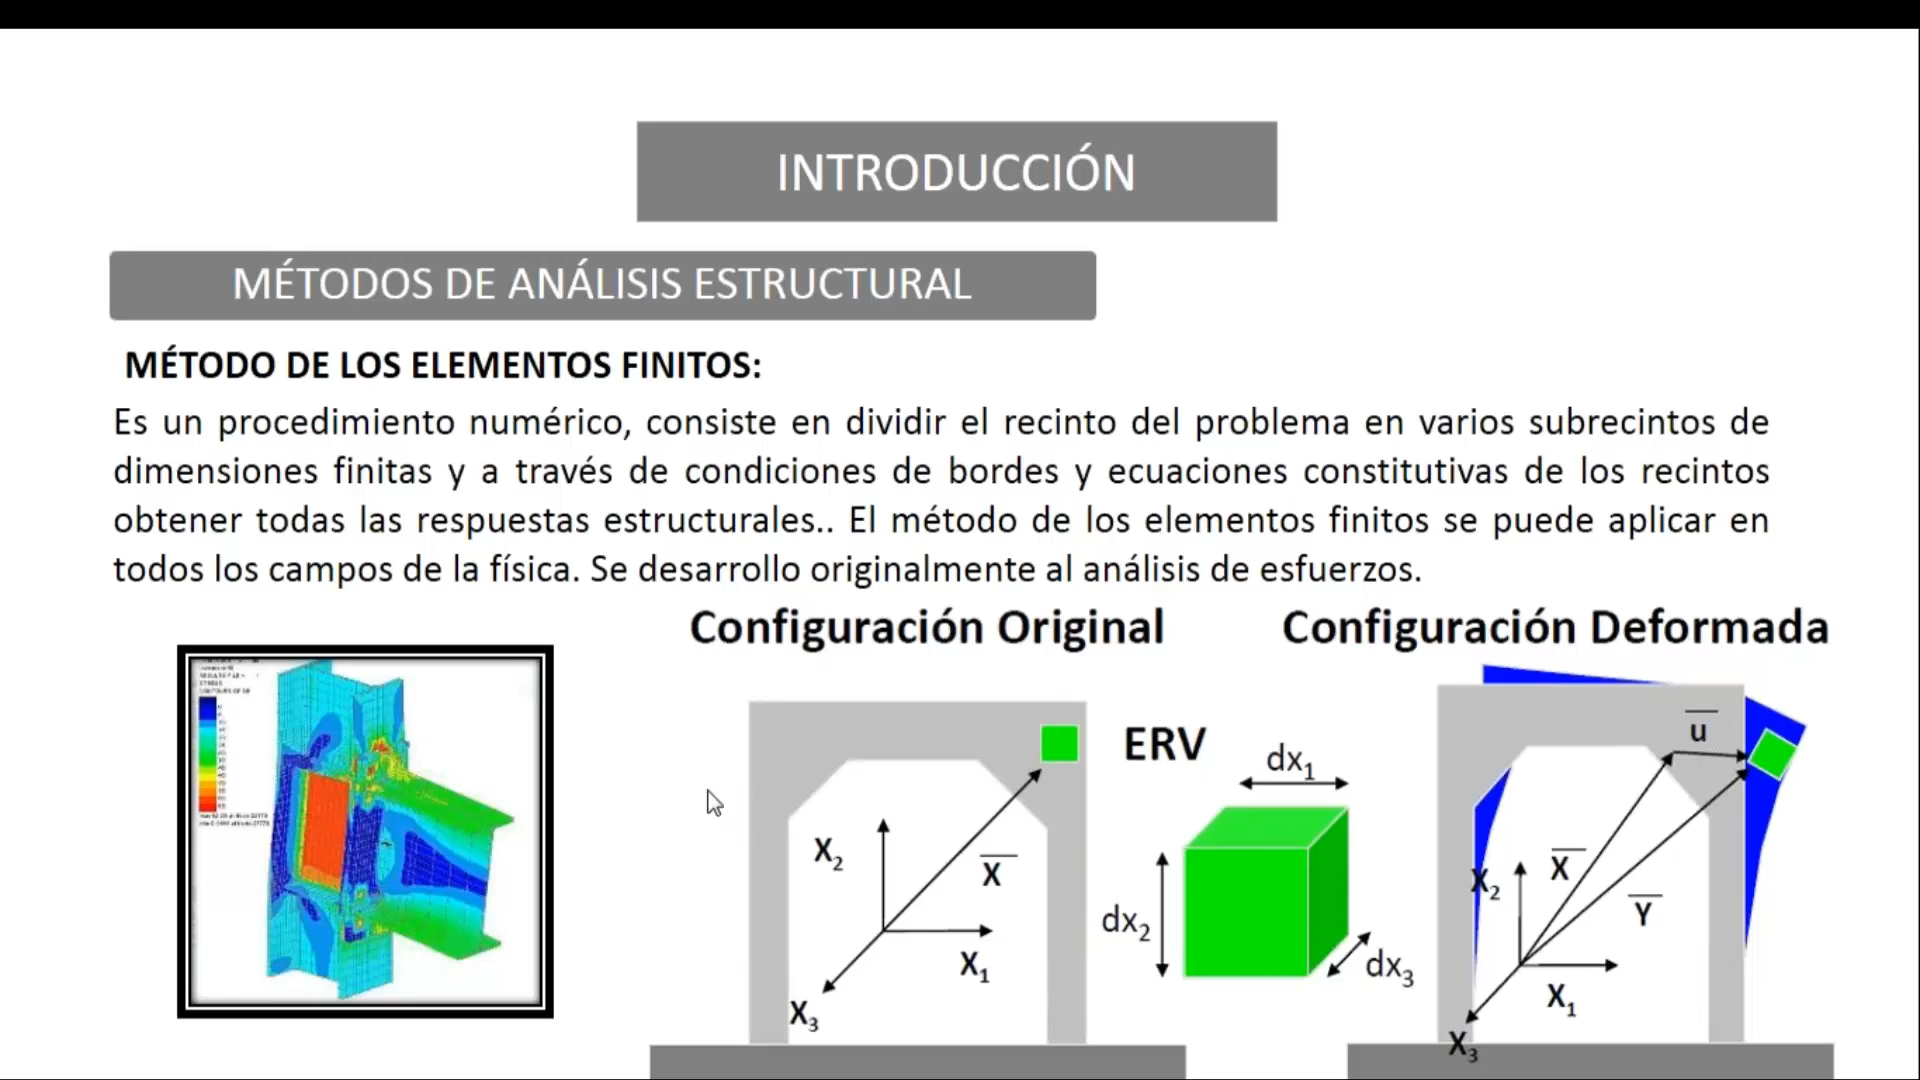 INTRODUCCIÓN
MÉTODOS DE ANÁLISIS ESTRUCTURAL
MÉTODO DE LOS ELEMENTOS FINITOS:
Es un procedimiento numérico, consiste en dividir el recinto del problema en varios subrecintos de
dimensiones finitas y a través de condiciones de bordes y ecuaciones constitutivas de los recintos
obtener todas las respuestas estructurales.. El método de los elementos finitos se puede aplicar en
todos los campos de la física. Se desarrollo originalmente al análisis de esfuerzos.
Configuración Original
Configuración Deformada
ERV
dx₁
dx₂
dx₃
X₂
X̅
X₁
X₃
u̅
X₂
X̅
Y̅
X₁
X₃